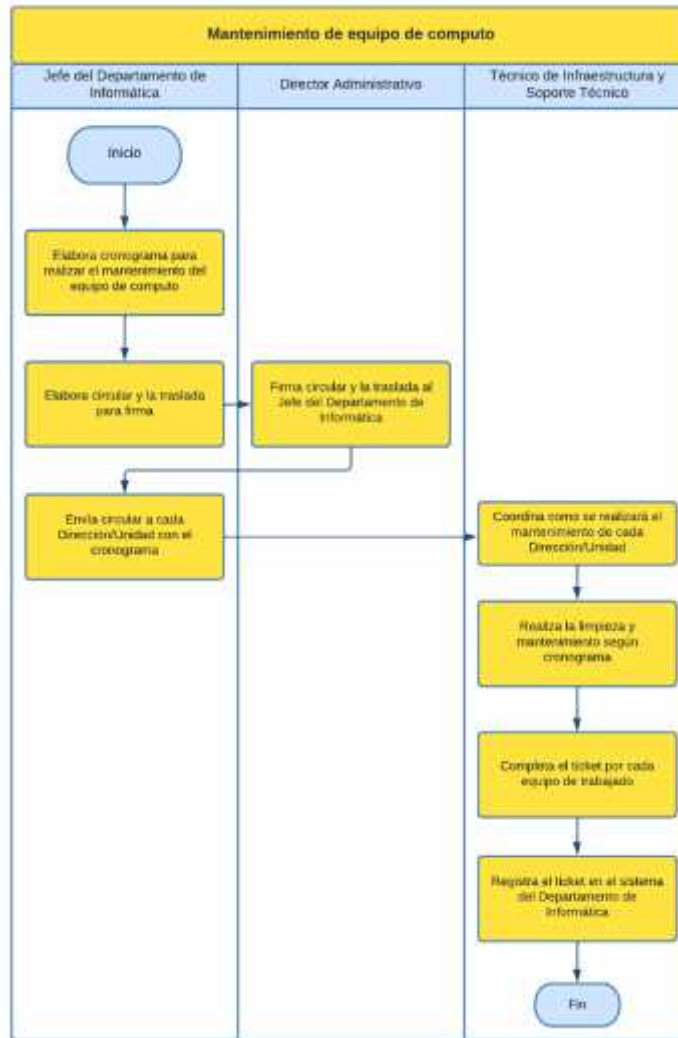 Mantenimiento de equipo de computo
Jefe del Departamento de
Informática
Director Administrativo
Técnico de Infraestructura y
Soporte Técnico
Inicio
Elabora cronograma para
realizar el mantenimiento del
equipo de computo
Elabora circular y la traslada
para firma
Firma circular y la traslada al
Jefe del Departamento de
Informática
Envía circular a cada
Dirección/Unidad con el
cronograma
Coordina como se realizará el
mantenimiento de cada
Dirección/Unidad
Realiza la limpieza y
mantenimiento según
cronograma
Completa el ticket por cada
equipo de trabajado
Registra el ticket en el sistema
del Departamento de
Informática
Fin